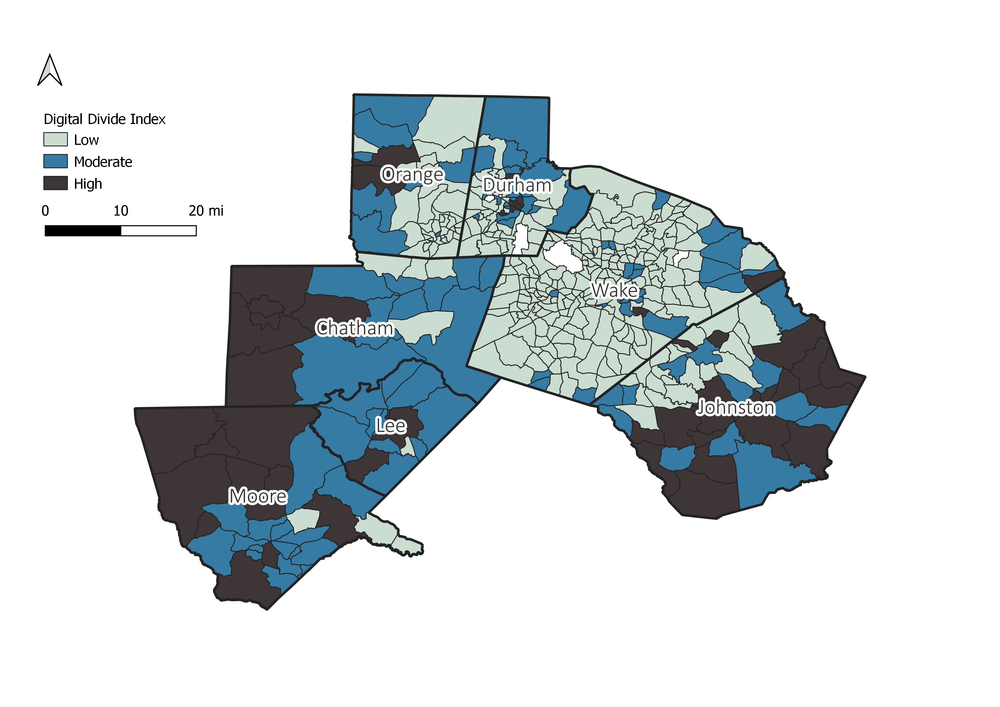 Digital Divide Index
Low
Moderate
High
0 10 20 mi
Orange
Durham
Wake
Chatham
Johnston
Lee
Moore